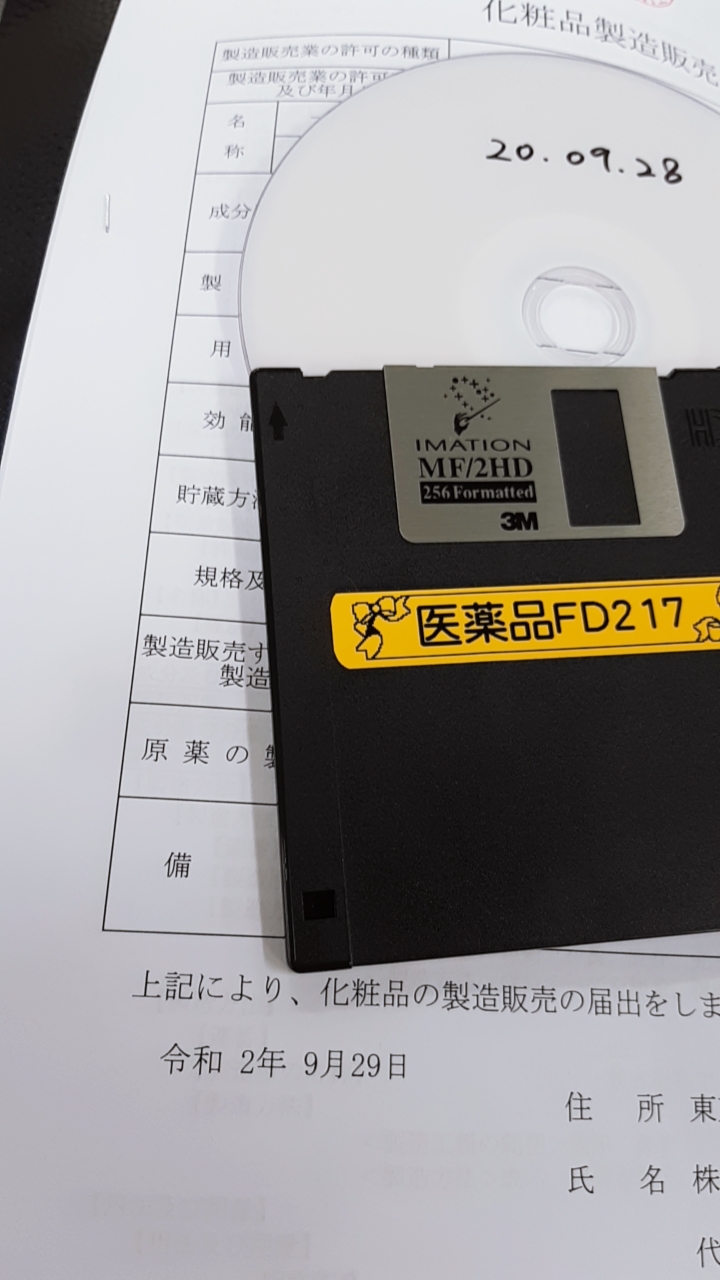 化粧品製造販売
製造販売業の許可の種類
製造販売業の許可
及び年月
名
称
20.09.28
成分
製
用
効 能
貯蔵方法
規格及
製造販売す
製造
原 薬 の 製
備
IMATION
MF/2HD
256 Formatted
3M
医薬品FD217
上記により、化粧品の製造販売の届出をしま
令和 2年 9月29日
住 所 東
氏 名 株
代